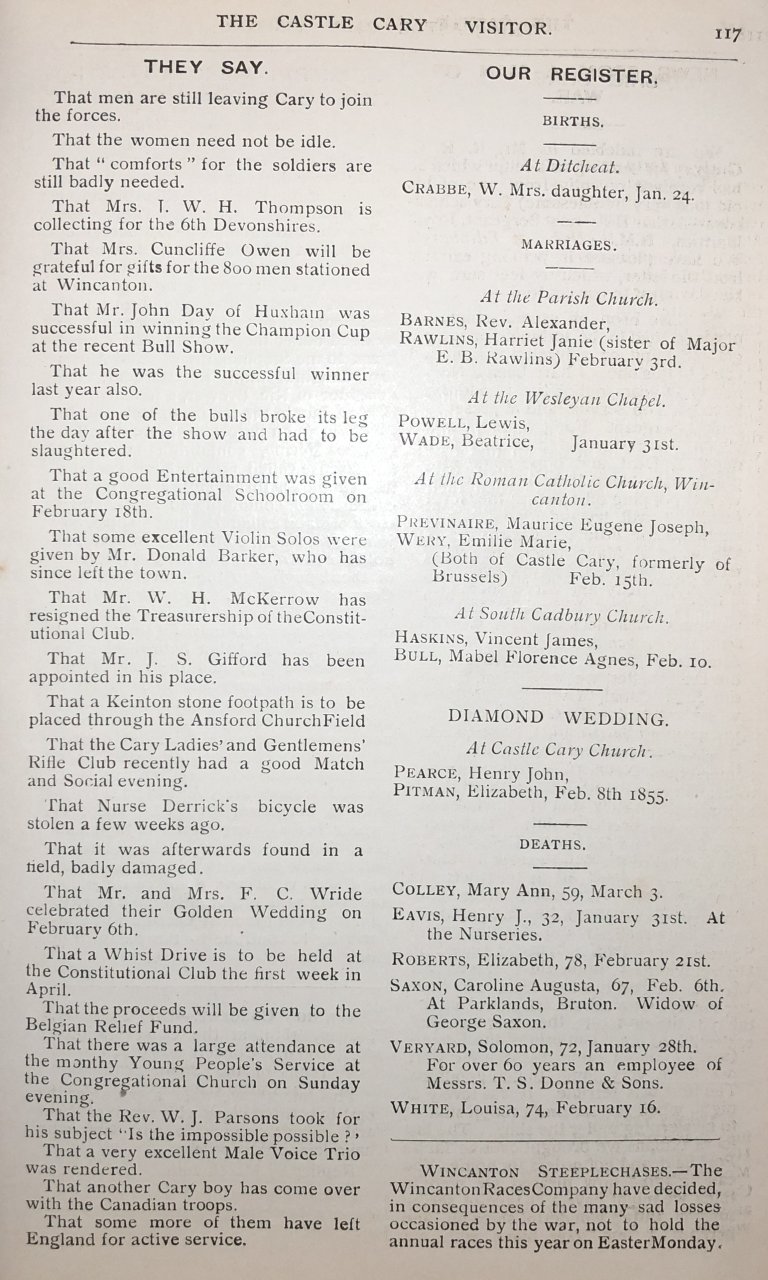 THE CASTLE CARY VISITOR.
117
THEY SAY.
That men are still leaving Cary to join
the forces.
That the women need not be idle.
That " comforts " for the soldiers are
still badly needed.
That Mrs. J. W. H. Thompson is
collecting for the 6th Devonshires.
That Mrs. Cuncliffe Owen will be
grateful for gifts for the 800 men stationed
at Wincanton.
That Mr. John Day of Huxham was
successful in winning the Champion Cup
at the recent Bull Show.
That he was the successful winner
last year also.
That one of the bulls broke its leg
the day after the show and had to be
slaughtered.
That a good Entertainment was given
at the Congregational Schoolroom on
February 18th.
That some excellent Violin Solos were
given by Mr. Donald Barker, who has
since left the town.
That Mr. W. H. McKerrow has
resigned the Treasurership of theConstit-
utional Club.
That Mr. J. S. Gifford has been
appointed in his place.
That a Keinton stone footpath is to be
placed through the Ansford ChurchField
That the Cary Ladies' and Gentlemens'
Rifle Club recently had a good Match
and Social evening.
That Nurse Derrick's bicycle was
stolen a few weeks ago.
That it was afterwards found in a
field, badly damaged.
That Mr. and Mrs. F. C. Wride
celebrated their Golden Wedding on
February 6th.
That a Whist Drive is to be held at
the Constitutional Club the first week in
April.
That the proceeds will be given to the
Belgian Relief Fund.
That there was a large attendance at
the monthy Young People's Service at
the Congregational Church on Sunday
evening.
That the Rev. W. J. Parsons took for
his subject "Is the impossible possible ? '
That a very excellent Male Voice Trio
was rendered.
That another Cary boy has come over
with the Canadian troops.
That some more of them have left
England for active service.
OUR REGISTER.
BIRTHS.
At Ditcheat.
CRABBE, W. Mrs. daughter, Jan. 24.
MARRIAGES.
At the Parish Church.
BARNES, Rev. Alexander,
RAWLINS, Harriet Janie (sister of Major
E. B. Rawlins) February 3rd.
At the Wesleyan Chapel.
POWELL, Lewis,
WADE, Beatrice, January 31st.
At the Roman Catholic Church, Win-
canton.
PREVINAIRE, Maurice Eugene Joseph,
WERY, Emilie Marie,
(Both of Castle Cary, formerly of
Brussels) Feb. 15th.
At South Cadbury Church.
HASKINS, Vincent James,
BULL, Mabel Florence Agnes, Feb. 10.
DIAMOND WEDDING.
At Castle Cary Church.
PEARCE, Henry John,
PITMAN, Elizabeth, Feb. 8th 1855.
DEATHS.
COLLEY, Mary Ann, 59, March 3.
EAVIS, Henry J., 32, January 31st. At
the Nurseries.
ROBERTS, Elizabeth, 78, February 21st.
SAXON, Caroline Augusta, 67, Feb. 6th.
At Parklands, Bruton. Widow of
George Saxon.
VERYARD, Solomon, 72, January 28th.
For over 60 years an employee of
Messrs. T. S. Donne & Sons.
WHITE, Louisa, 74, February 16.
WINCANTON STEEPLECHASES.—The
WincantonRacesCompany have decided,
in consequences of the many sad losses
occasioned by the war, not to hold the
annual races this year on EasterMonday.